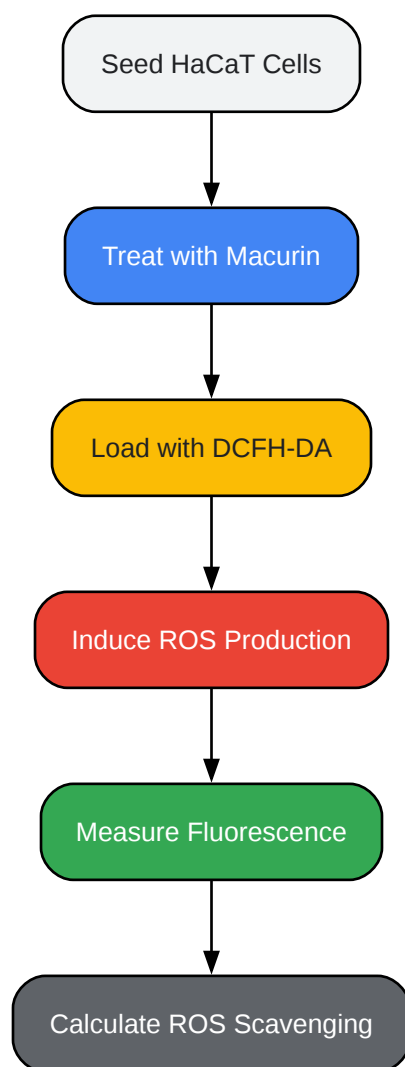 Seed HaCaT Cells
Treat with Macurin
Load with DCFH-DA
Induce ROS Production
Measure Fluorescence
Calculate ROS Scavenging